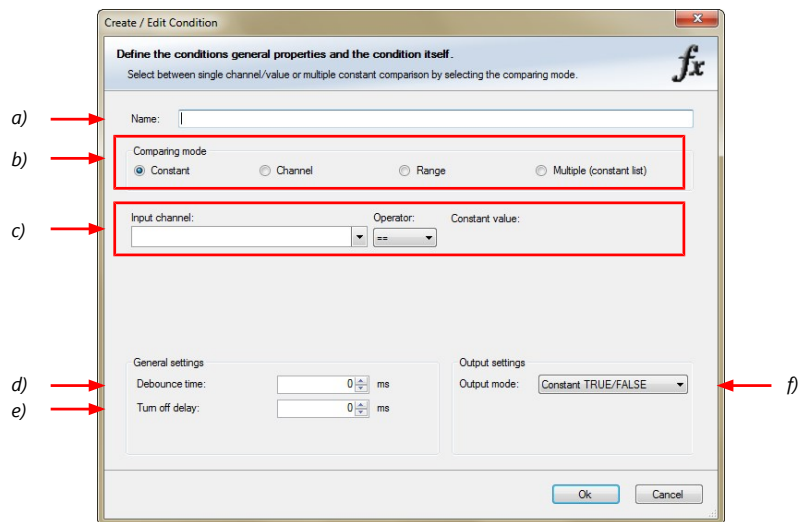 Create / Edit Condition
Define the conditions general properties and the condition itself.
Select between single channel/value or multiple constant comparison by selecting the comparing mode.
fx
a)
Name:
b)
Comparing mode
Constant Channel Range Multiple (constant list)
c)
Input channel: Operator: Constant value:
==
General settings Output settings
d)
Debounce time: 0 ms Output mode: Constant TRUE/FALSE
f)
e)
Turn off delay: 0 ms
Ok Cancel